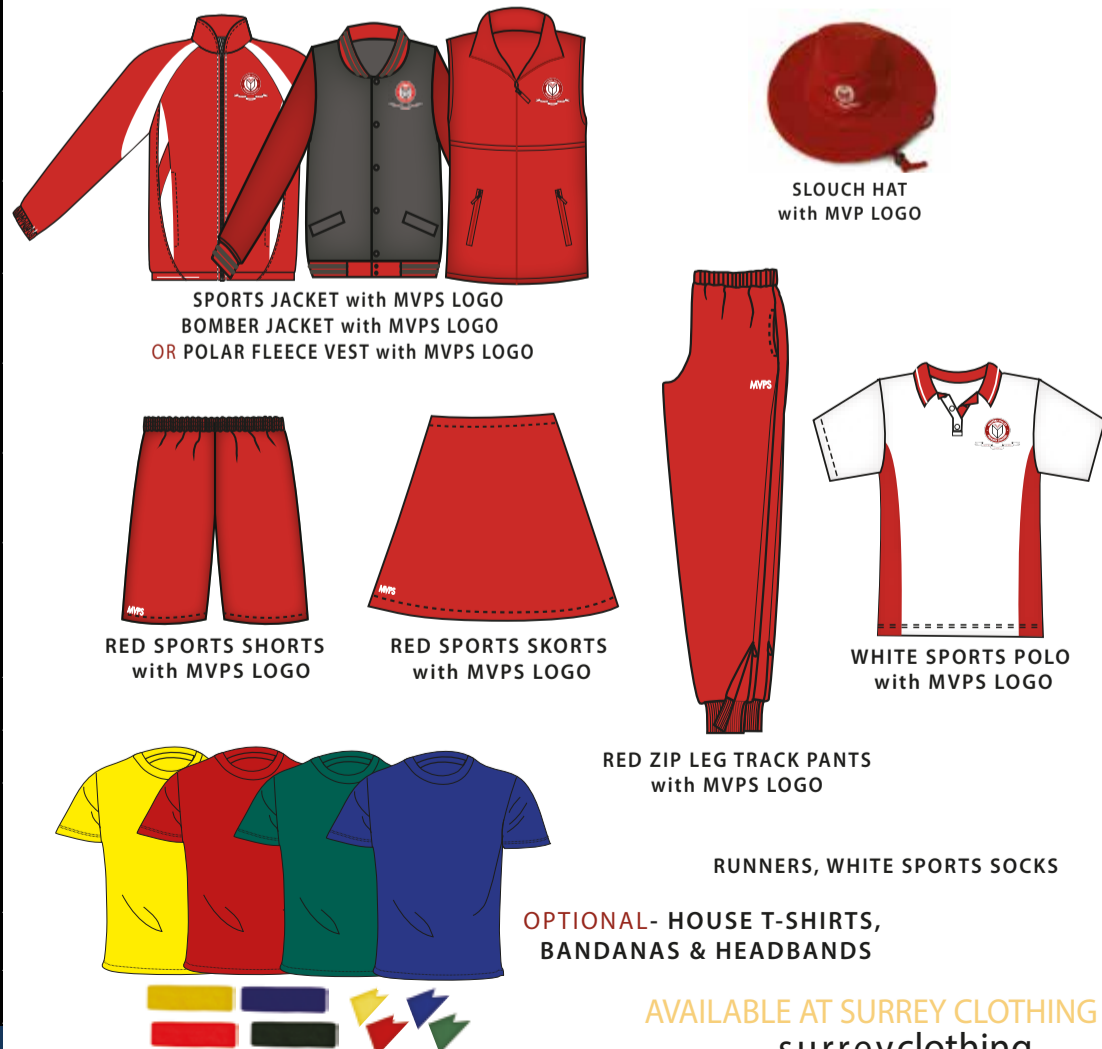 SLOUCH HAT
with MVP LOGO
SPORTS JACKET with MVPS LOGO
BOMBER JACKET with MVPS LOGO
OR POLAR FLEECE VEST with MVPS LOGO
MVPS
MVPS
MVPS
RED SPORTS SHORTS
with MVPS LOGO
RED SPORTS SKORTS
with MVPS LOGO
WHITE SPORTS POLO
with MVPS LOGO
RED ZIP LEG TRACK PANTS
with MVPS LOGO
RUNNERS, WHITE SPORTS SOCKS
OPTIONAL- HOUSE T-SHIRTS,
BANDANAS & HEADBANDS
AVAILABLE AT SURREY CLOTHING
surreyclothing